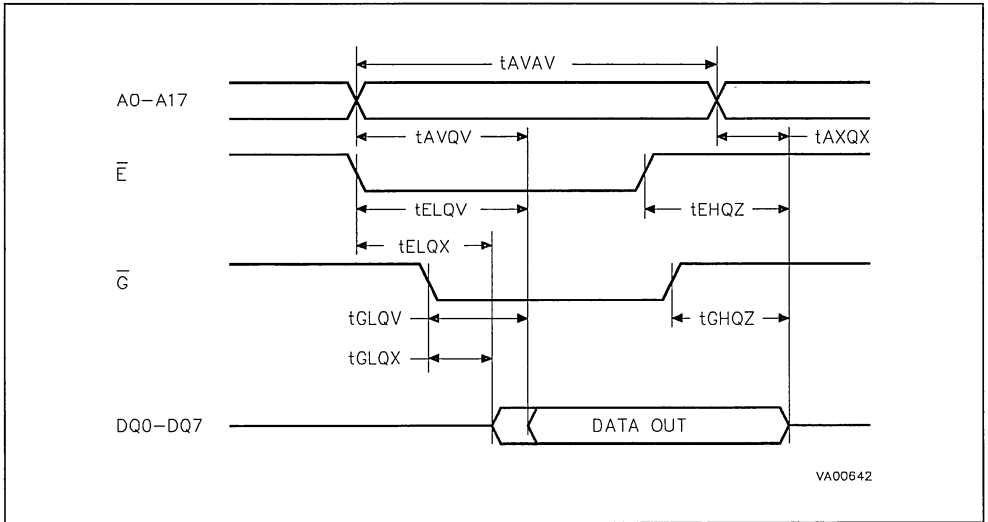 tAVAV
A0-A17
tAVQV
tAXQX
E
tELQV
tEHQZ
tELQX
G
tGLQV
tGHQZ
tGLQX
DQ0-DQ7
DATA OUT
VA00642